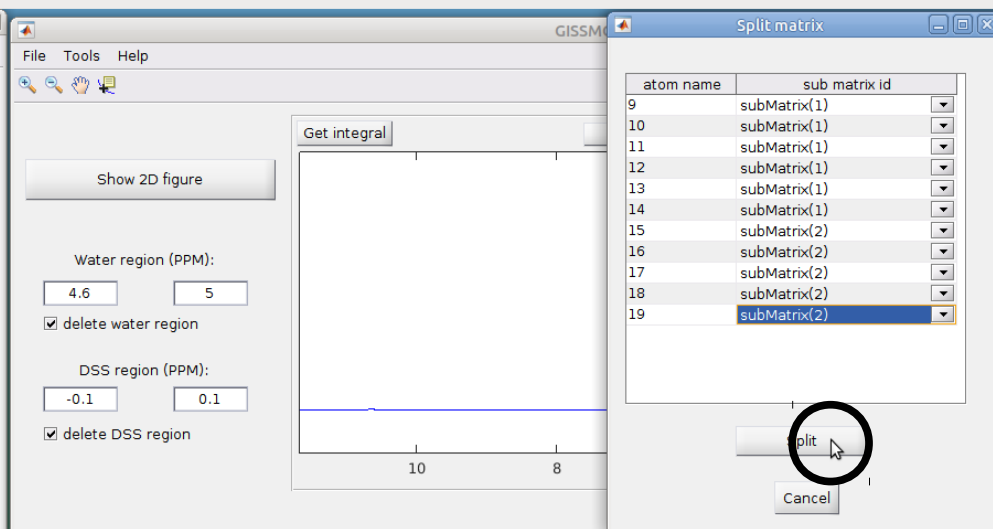 GISSMO
File Tools Help
Get integral
Show 2D figure
Water region (PPM):
4.6 5
delete water region
DSS region (PPM):
-0.1 0.1
delete DSS region
10 8
Split matrix
atom name sub matrix id
9 subMatrix(1)
10 subMatrix(1)
11 subMatrix(1)
12 subMatrix(1)
13 subMatrix(1)
14 subMatrix(1)
15 subMatrix(2)
16 subMatrix(2)
17 subMatrix(2)
18 subMatrix(2)
19 subMatrix(2)
Split
Cancel